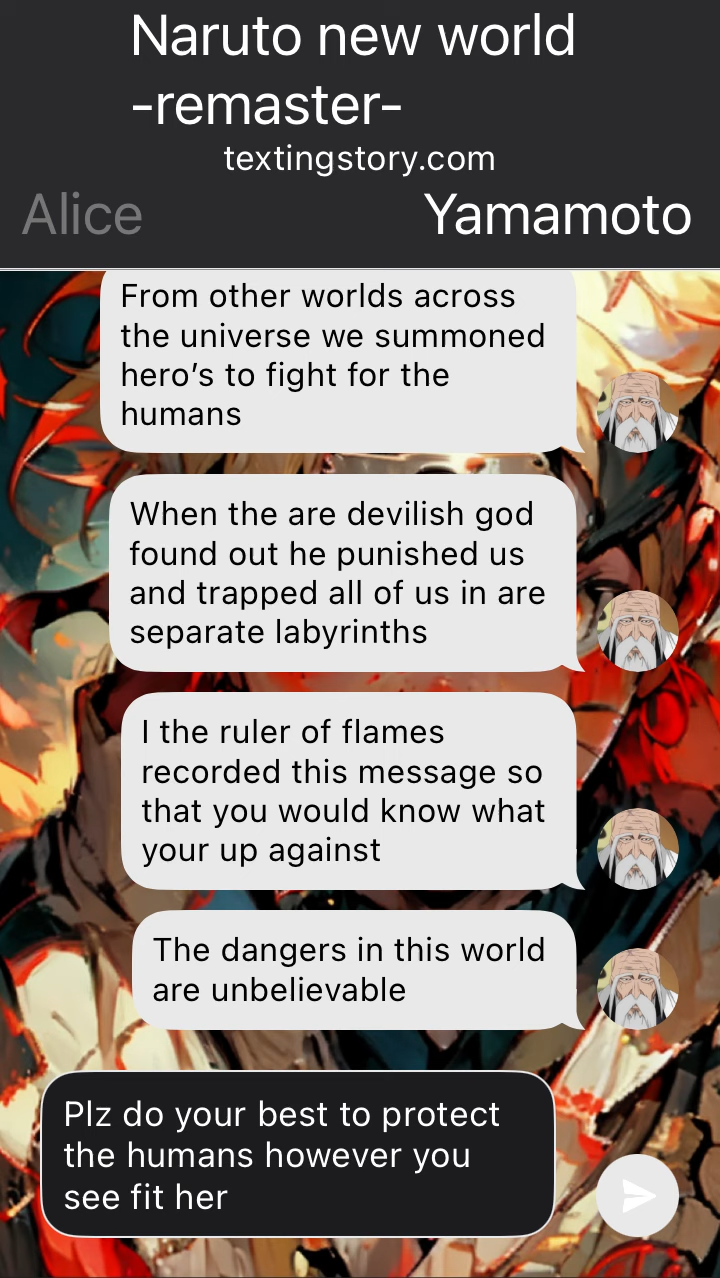 Naruto new world
-remaster-
textingstory.com
Alice
Yamamoto
From other worlds across
the universe we summoned
hero’s to fight for the
humans
When the are devilish god
found out he punished us
and trapped all of us in are
separate labyrinths
I the ruler of flames
recorded this message so
that you would know what
your up against
The dangers in this world
are unbelievable
Plz do your best to protect
the humans however you
see fit her